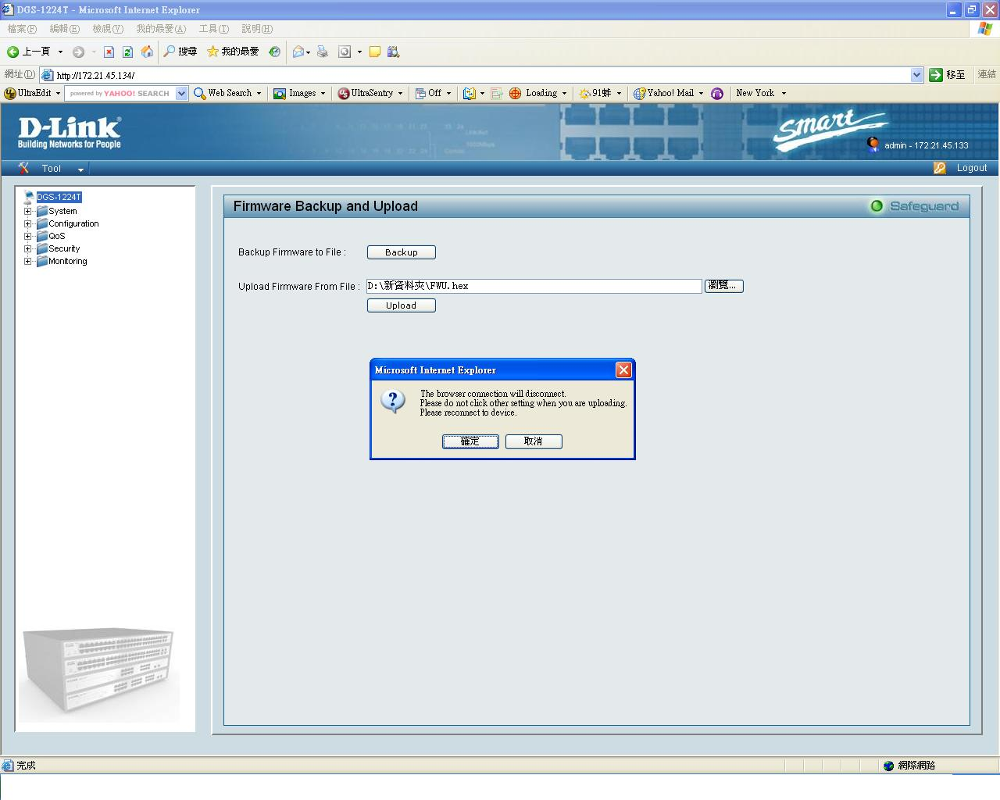 DGS-1224T - Microsoft Internet Explorer
檔案(F) 編輯(E) 檢視(V) 我的最愛(A) 工具(T) 說明(H)
上一頁 搜尋 我的最愛
網址(D) http://172.21.45.134/ 移至 連結
UltraEdit powered by YAHOO! SEARCH Web Search Images UltraSentry Off Loading 91蚌 Yahoo! Mail New York
D-Link
Building Networks for People
smart
admin - 172.21.45.133
Tool Logout
DGS-1224T
System
Configuration
QoS
Security
Monitoring
Firmware Backup and Upload Safeguard
Backup Firmware to File : Backup
Upload Firmware From File : D:\新資料夾\FWU.hex 瀏覽...
Upload
Microsoft Internet Explorer
The browser connection will disconnect.
Please do not click other setting when you are uploading.
Please reconnect to device.
確定 取消
完成 網際網路